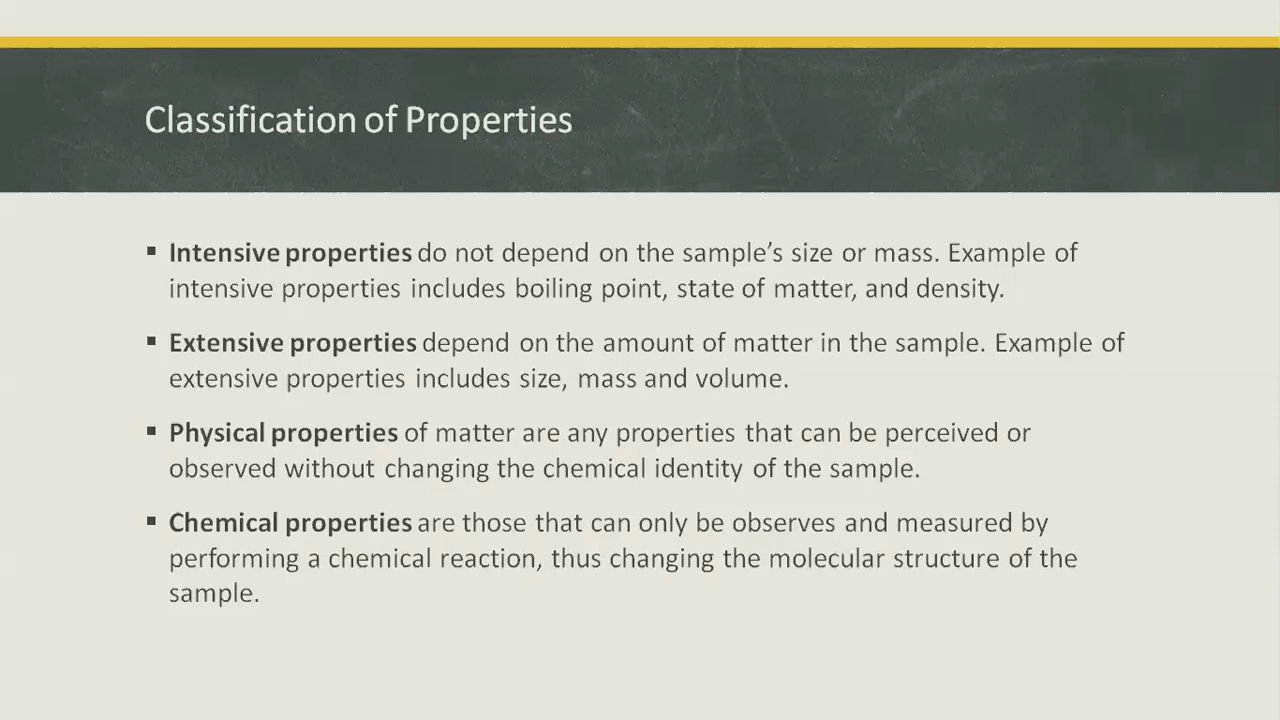 Classification of Properties
▪ Intensive properties do not depend on the sample’s size or mass. Example of
intensive properties includes boiling point, state of matter, and density.
▪ Extensive properties depend on the amount of matter in the sample. Example of
extensive properties includes size, mass and volume.
▪ Physical properties of matter are any properties that can be perceived or
observed without changing the chemical identity of the sample.
▪ Chemical properties are those that can only be observes and measured by
performing a chemical reaction, thus changing the molecular structure of the
sample.